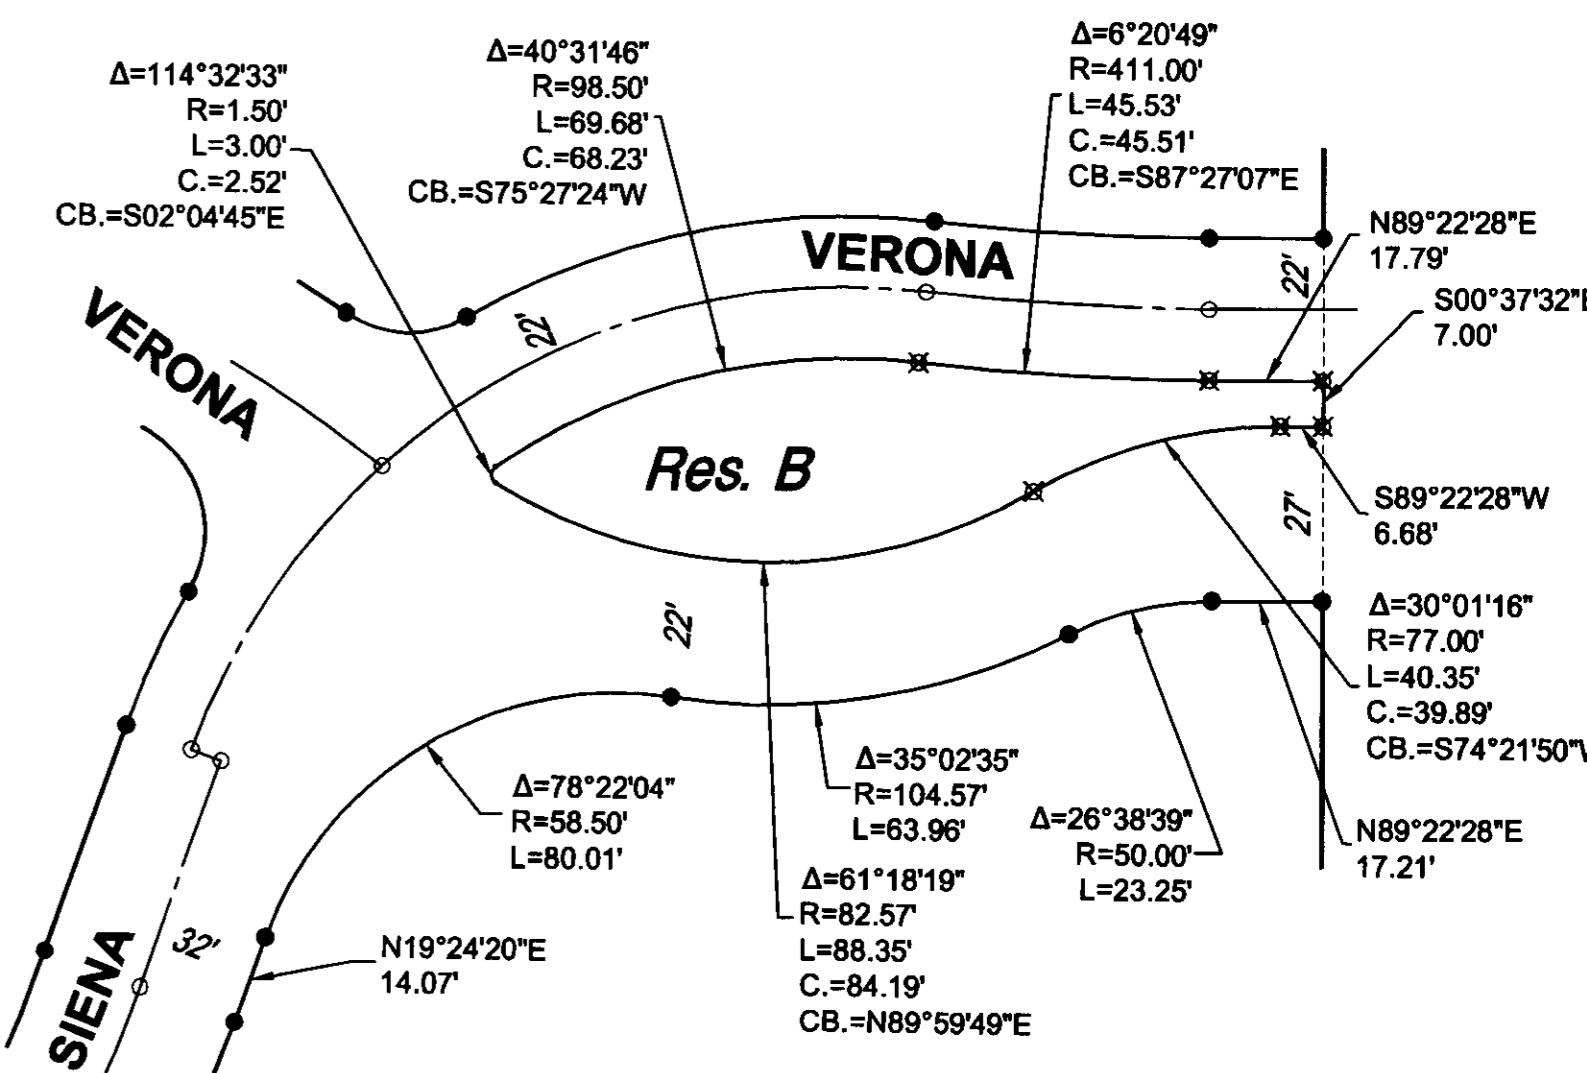 Δ=114°32'33"
R=1.50'
L=3.00'
C.=2.52'
CB.=S02°04'45"E
Δ=40°31'46"
R=98.50'
L=69.68'
C.=68.23'
CB.=S75°27'24"W
Δ=6°20'49"
R=411.00'
L=45.53'
C.=45.51'
CB.=S87°27'07"E
N89°22'28"E
17.79'
S00°37'32"E
7.00'
VERONA
22'
22'
VERONA
Res. B
S89°22'28"W
6.68'
27'
22'
Δ=30°01'16"
R=77.00'
L=40.35'
C.=39.89'
CB.=S74°21'50"W
Δ=78°22'04"
R=58.50'
L=80.01'
Δ=35°02'35"
R=104.57'
L=63.96'
Δ=26°38'39"
R=50.00'
L=23.25'
N89°22'28"E
17.21'
Δ=61°18'19"
R=82.57'
L=88.35'
C.=84.19'
CB.=N89°59'49"E
32'
N19°24'20"E
14.07'
SIENA